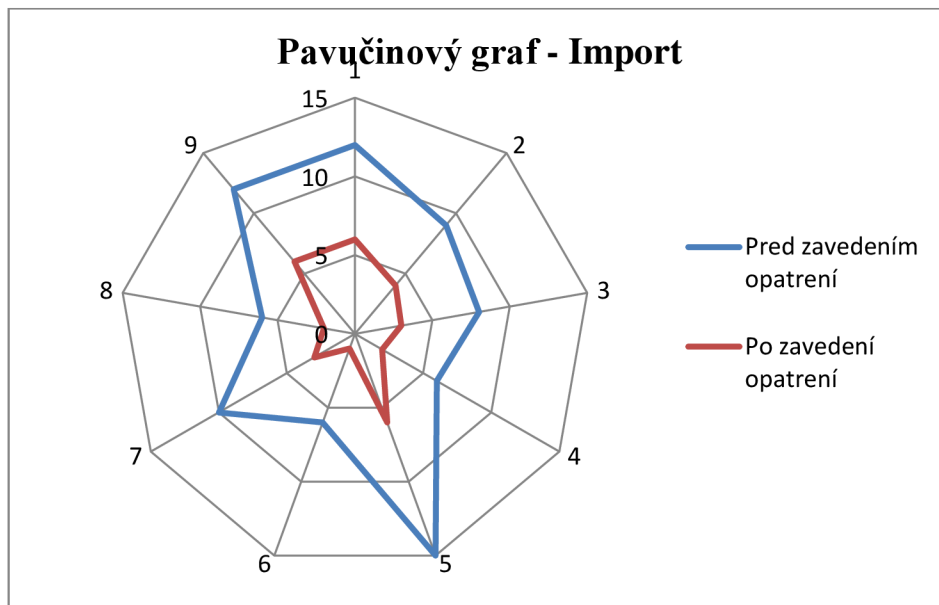 Pavučinový graf - Import
1
15
9
2
10
5
8
3
0
7
4
6
5
Pred zavedením
opatrení
Po zavedení
opatrení